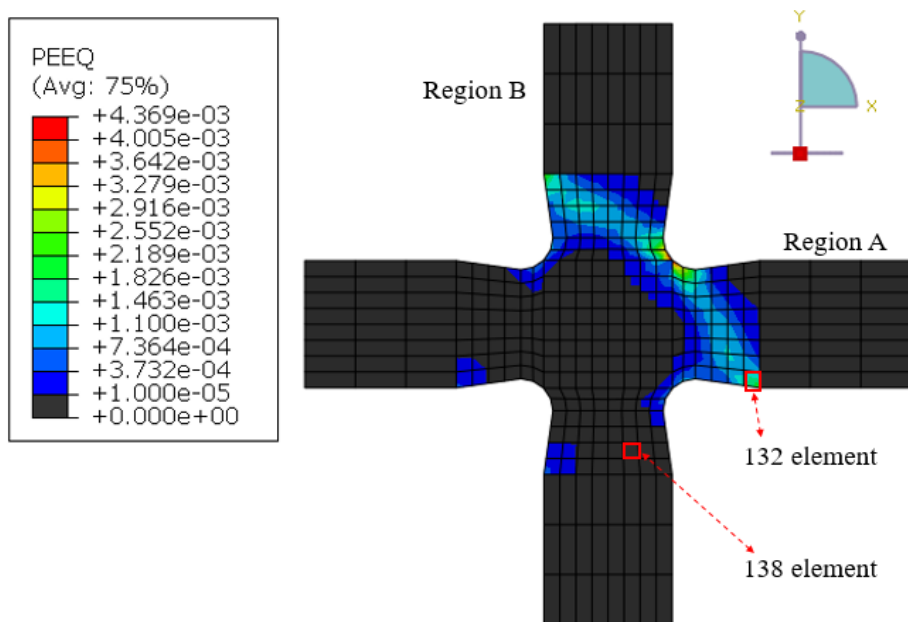 PEEQ
(Avg: 75%)
+4.369e-03
+4.005e-03
+3.642e-03
+3.279e-03
+2.916e-03
+2.552e-03
+2.189e-03
+1.826e-03
+1.463e-03
+1.100e-03
+7.364e-04
+3.732e-04
+1.000e-05
+0.000e+00
Region B
Y
Z
X
Region A
132 element
138 element